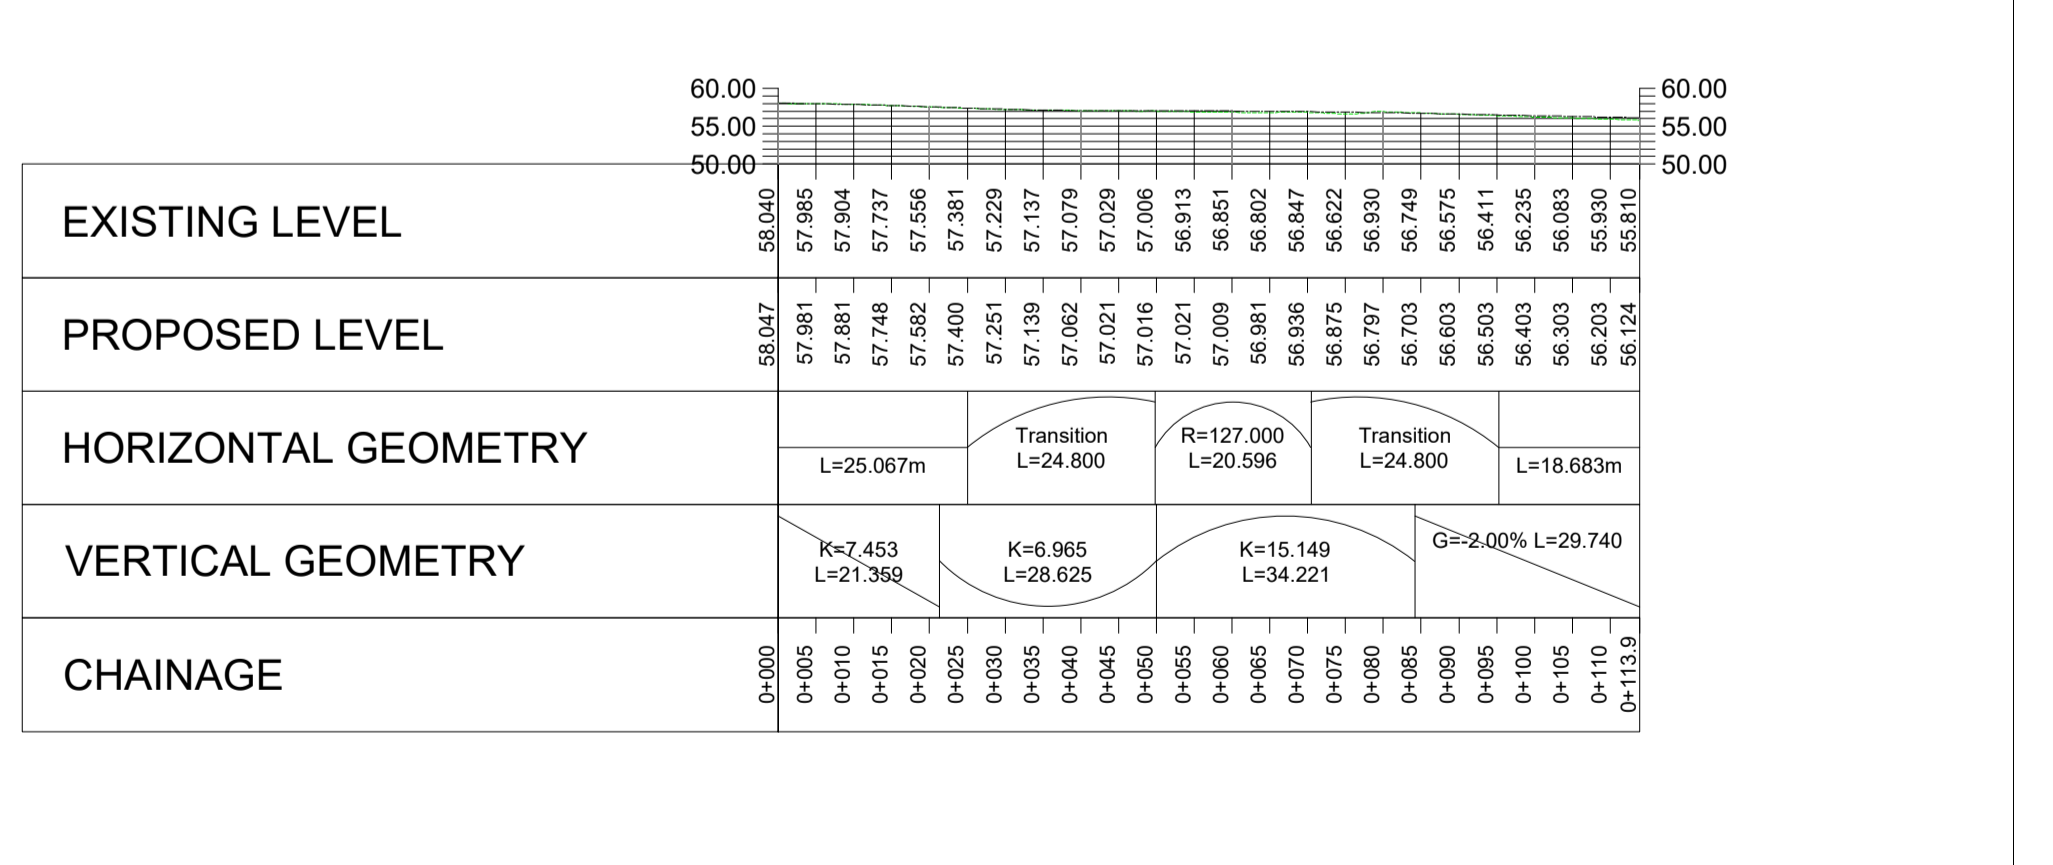 60.00
60.00
55.00
55.00
50.00
50.00
EXISTING LEVEL
58.040 57.985 57.904 57.737 57.556 57.381 57.229 57.137 57.079 57.029 57.006 56.913 56.851 56.802 56.847 56.622 56.930 56.749 56.575 56.411 56.235 56.083 55.930 55.810
PROPOSED LEVEL
58.047 57.981 57.881 57.748 57.582 57.400 57.251 57.139 57.062 57.021 57.016 57.021 57.009 56.981 56.936 56.875 56.797 56.703 56.603 56.503 56.403 56.303 56.203 56.124
HORIZONTAL GEOMETRY
L=25.067m
Transition
L=24.800
R=127.000
L=20.596
Transition
L=24.800
L=18.683m
VERTICAL GEOMETRY
K=7.453
L=21.359
K=6.965
L=28.625
K=15.149
L=34.221
G=-2.00% L=29.740
CHAINAGE
0+000 0+005 0+010 0+015 0+020 0+025 0+030 0+035 0+040 0+045 0+050 0+055 0+060 0+065 0+070 0+075 0+080 0+085 0+090 0+095 0+100 0+105 0+110 0+113.9